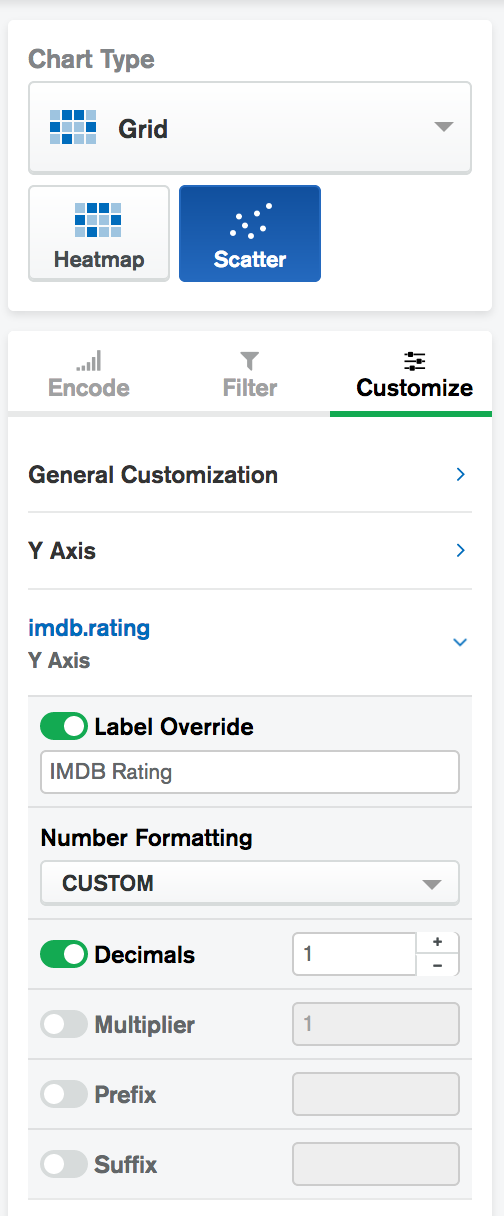 Chart Type
Grid
Heatmap
Scatter
Encode
Filter
Customize
General Customization
Y Axis
imdb.rating
Y Axis
Label Override
IMDB Rating
Number Formatting
CUSTOM
Decimals
1
+
-
Multiplier
1
Prefix
Suffix